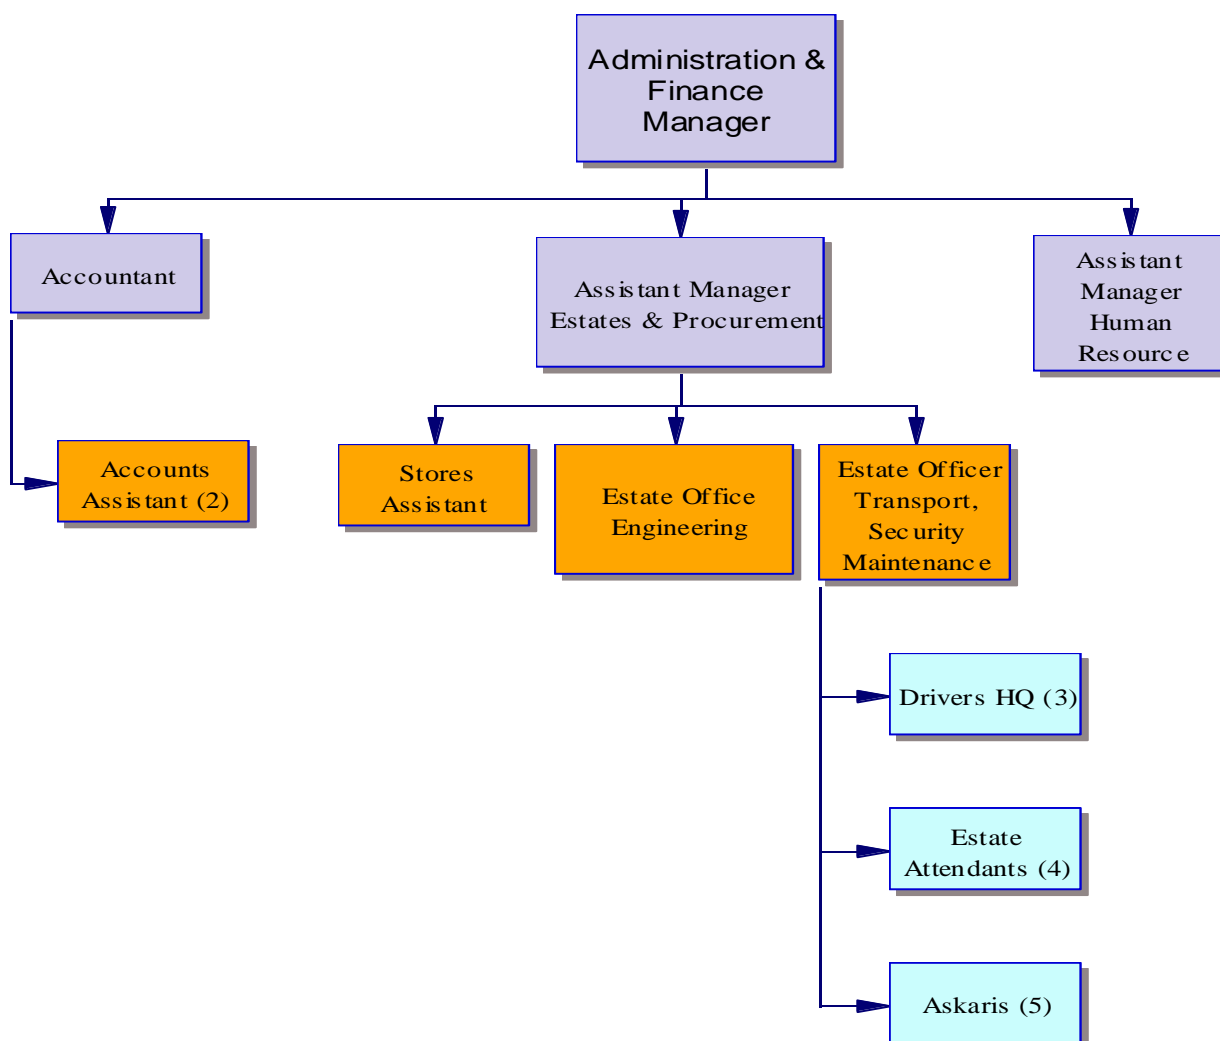 Administration &
Finance
Manager
Accountant
Assistant Manager
Estates & Procurement
Assistant
Manager
Human
Resource
Accounts
Assistant (2)
Stores
Assistant
Estate Office
Engineering
Estate Officer
Transport,
Security
Maintenance
Drivers HQ (3)
Estate
Attendants (4)
Askaris (5)